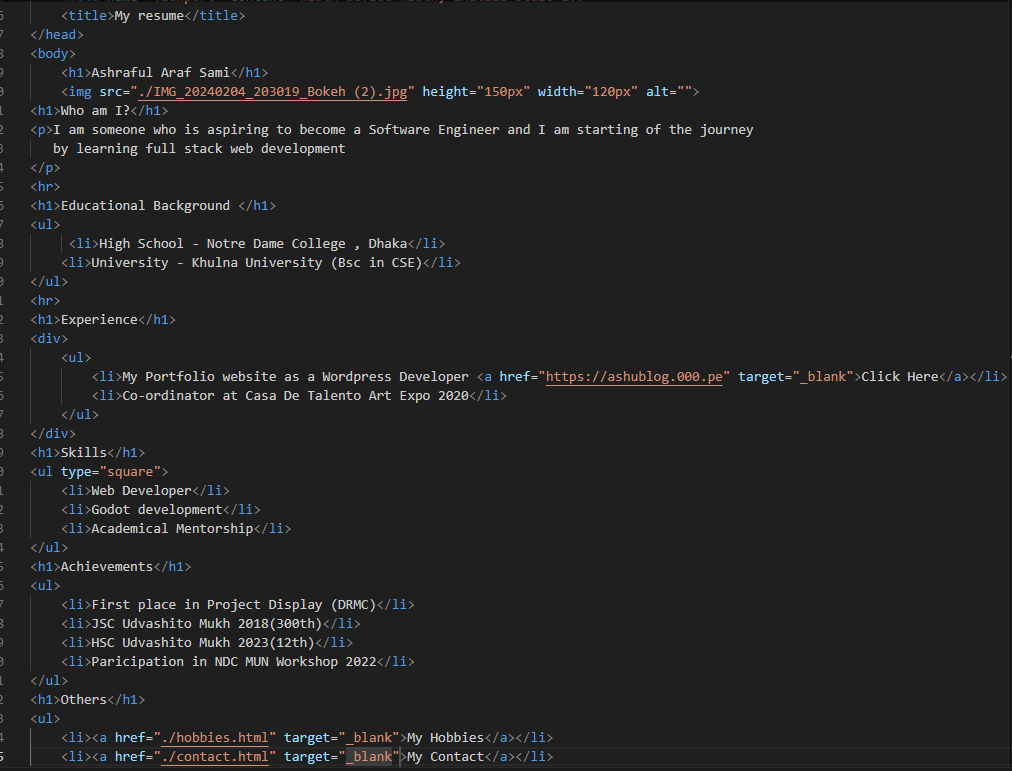 <title>My resume</title>
</head>
<body>
<h1>Ashraful Araf Sami</h1>
<img src="./IMG_20240204_203019_Bokeh (2).jpg" height="150px" width="120px" alt="">
<h1>Who am I?</h1>
<p>I am someone who is aspiring to become a Software Engineer and I am starting of the journey
by learning full stack web development
</p>
<hr>
<h1>Educational Background </h1>
<ul>
<li>High School - Notre Dame College , Dhaka</li>
<li>University - Khulna University (Bsc in CSE)</li>
</ul>
<hr>
<h1>Experience</h1>
<div>
<ul>
<li>My Portfolio website as a Wordpress Developer <a href="https://ashublog.000.pe" target="_blank">Click Here</a></li>
<li>Co-ordinator at Casa De Talento Art Expo 2020</li>
</ul>
</div>
<h1>Skills</h1>
<ul type="square">
<li>Web Developer</li>
<li>Godot development</li>
<li>Academical Mentorship</li>
</ul>
<h1>Achievements</h1>
<ul>
<li>First place in Project Display (DRMC)</li>
<li>JSC Udvashito Mukh 2018(300th)</li>
<li>HSC Udvashito Mukh 2023(12th)</li>
<li>Paricipation in NDC MUN Workshop 2022</li>
</ul>
<h1>Others</h1>
<ul>
<li><a href="./hobbies.html" target="_blank">My Hobbies</a></li>
<li><a href="./contact.html" target="_blank">My Contact</a></li>